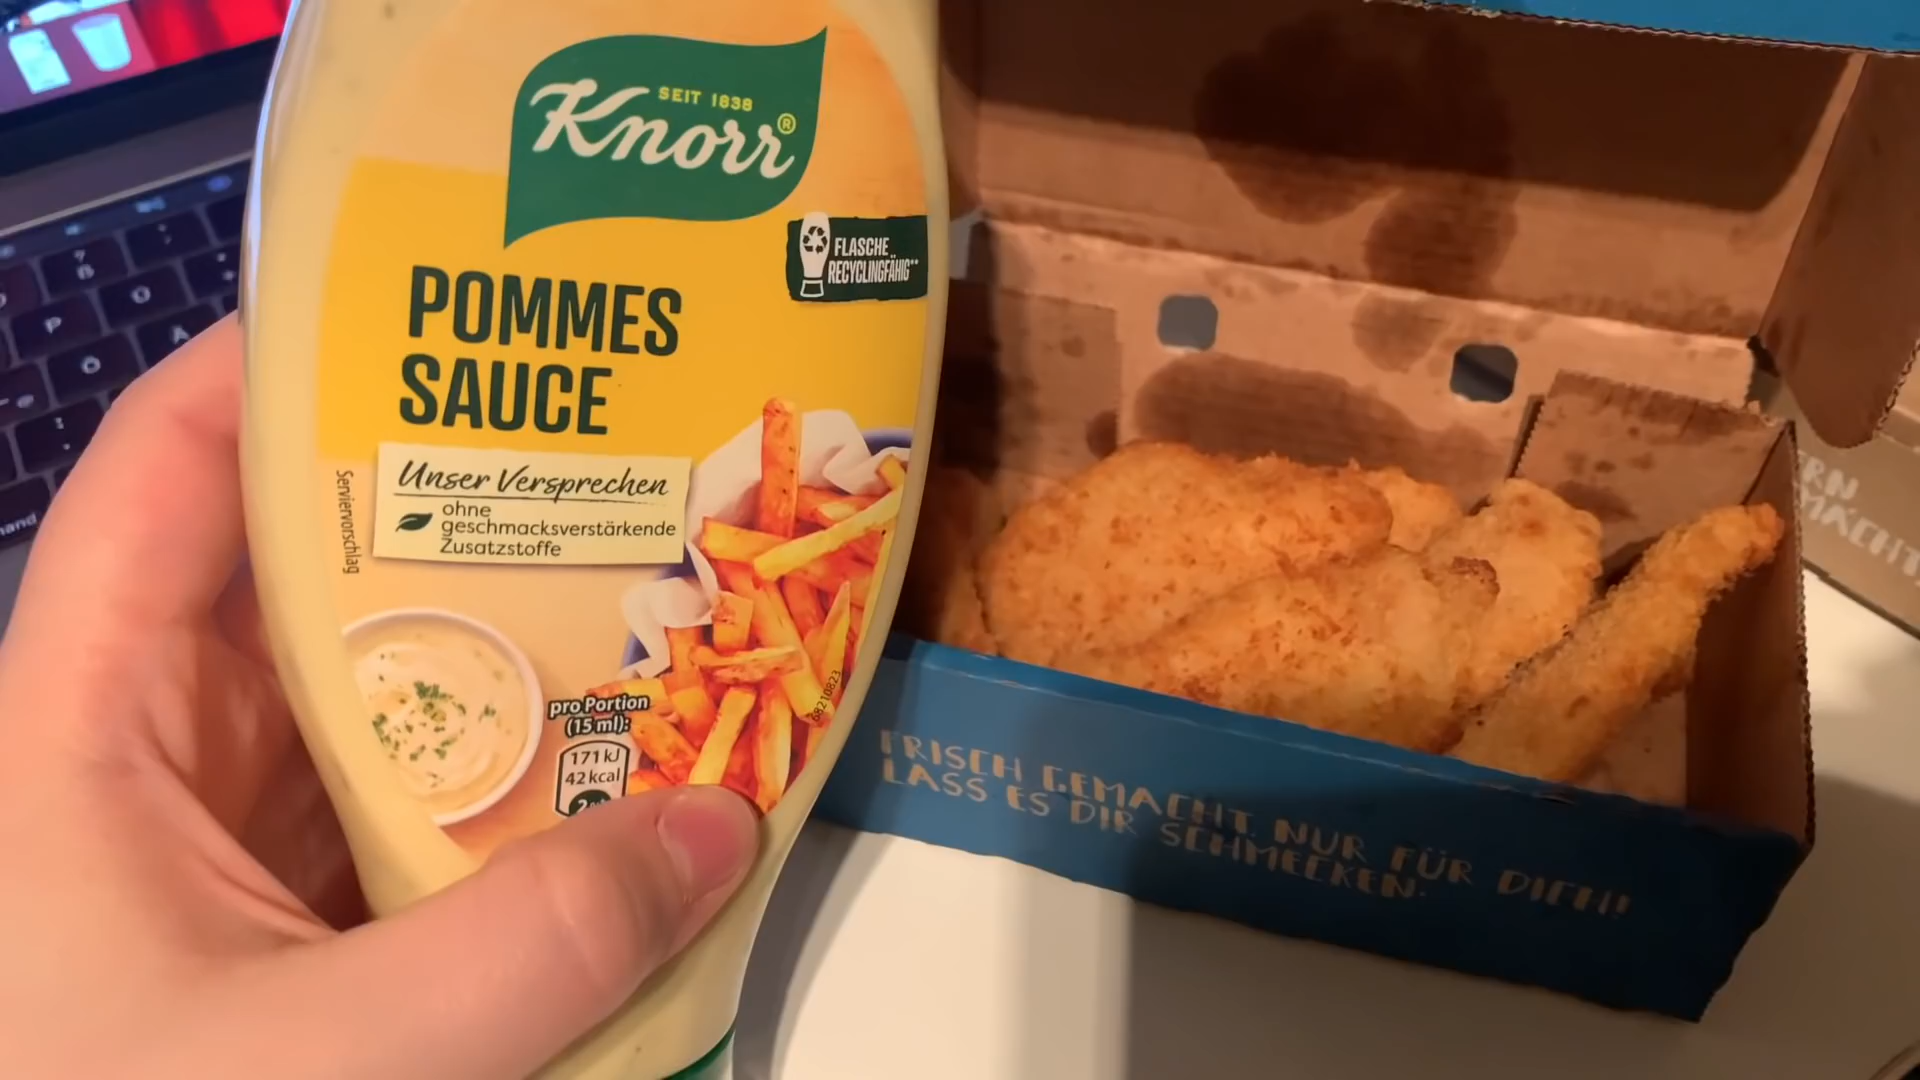 SEIT 1838
Knorr®
FLASCHE
RECYCLINGFÄHIG**
POMMES
SAUCE
Unser Versprechen
ohne
geschmacksverstärkende
Zusatzstoffe
Serviervorschlag
pro Portion
(15 ml):
171 kJ
42 kcal
68210823
FRISCH GEMACHT. NUR FÜR DICH!
LASS ES DIR SCHMECKEN.
P
O
O